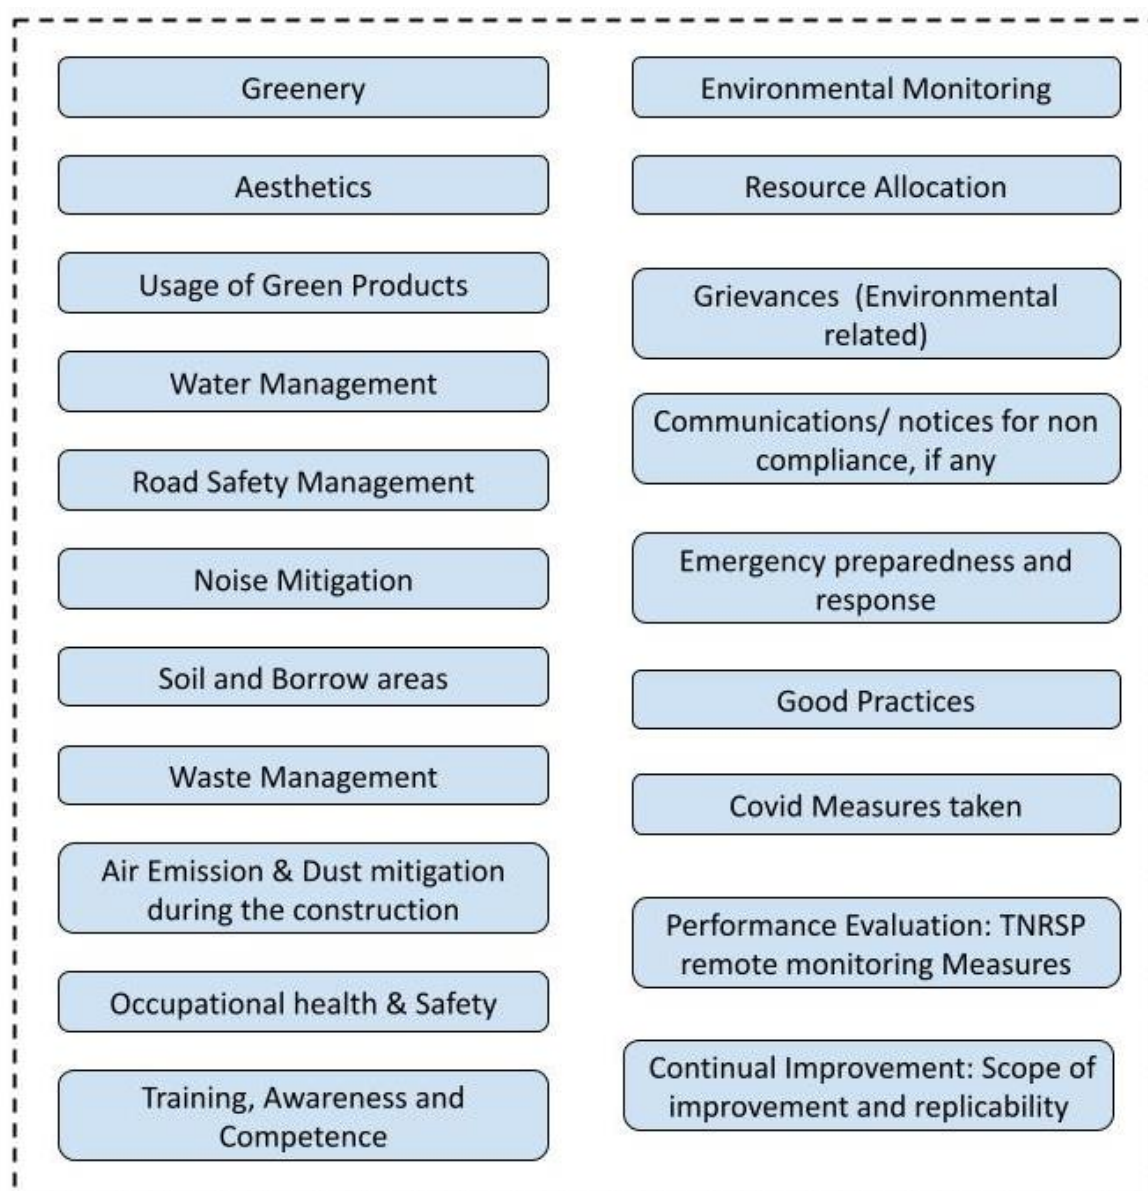 Greenery
Aesthetics
Usage of Green Products
Water Management
Road Safety Management
Noise Mitigation
Soil and Borrow areas
Waste Management
Air Emission & Dust mitigation
during the construction
Occupational health & Safety
Training, Awareness and
Competence
Environmental Monitoring
Resource Allocation
Grievances (Environmental
related)
Communications/ notices for non
compliance, if any
Emergency preparedness and
response
Good Practices
Covid Measures taken
Performance Evaluation: TNRSP
remote monitoring Measures
Continual Improvement: Scope of
improvement and replicability